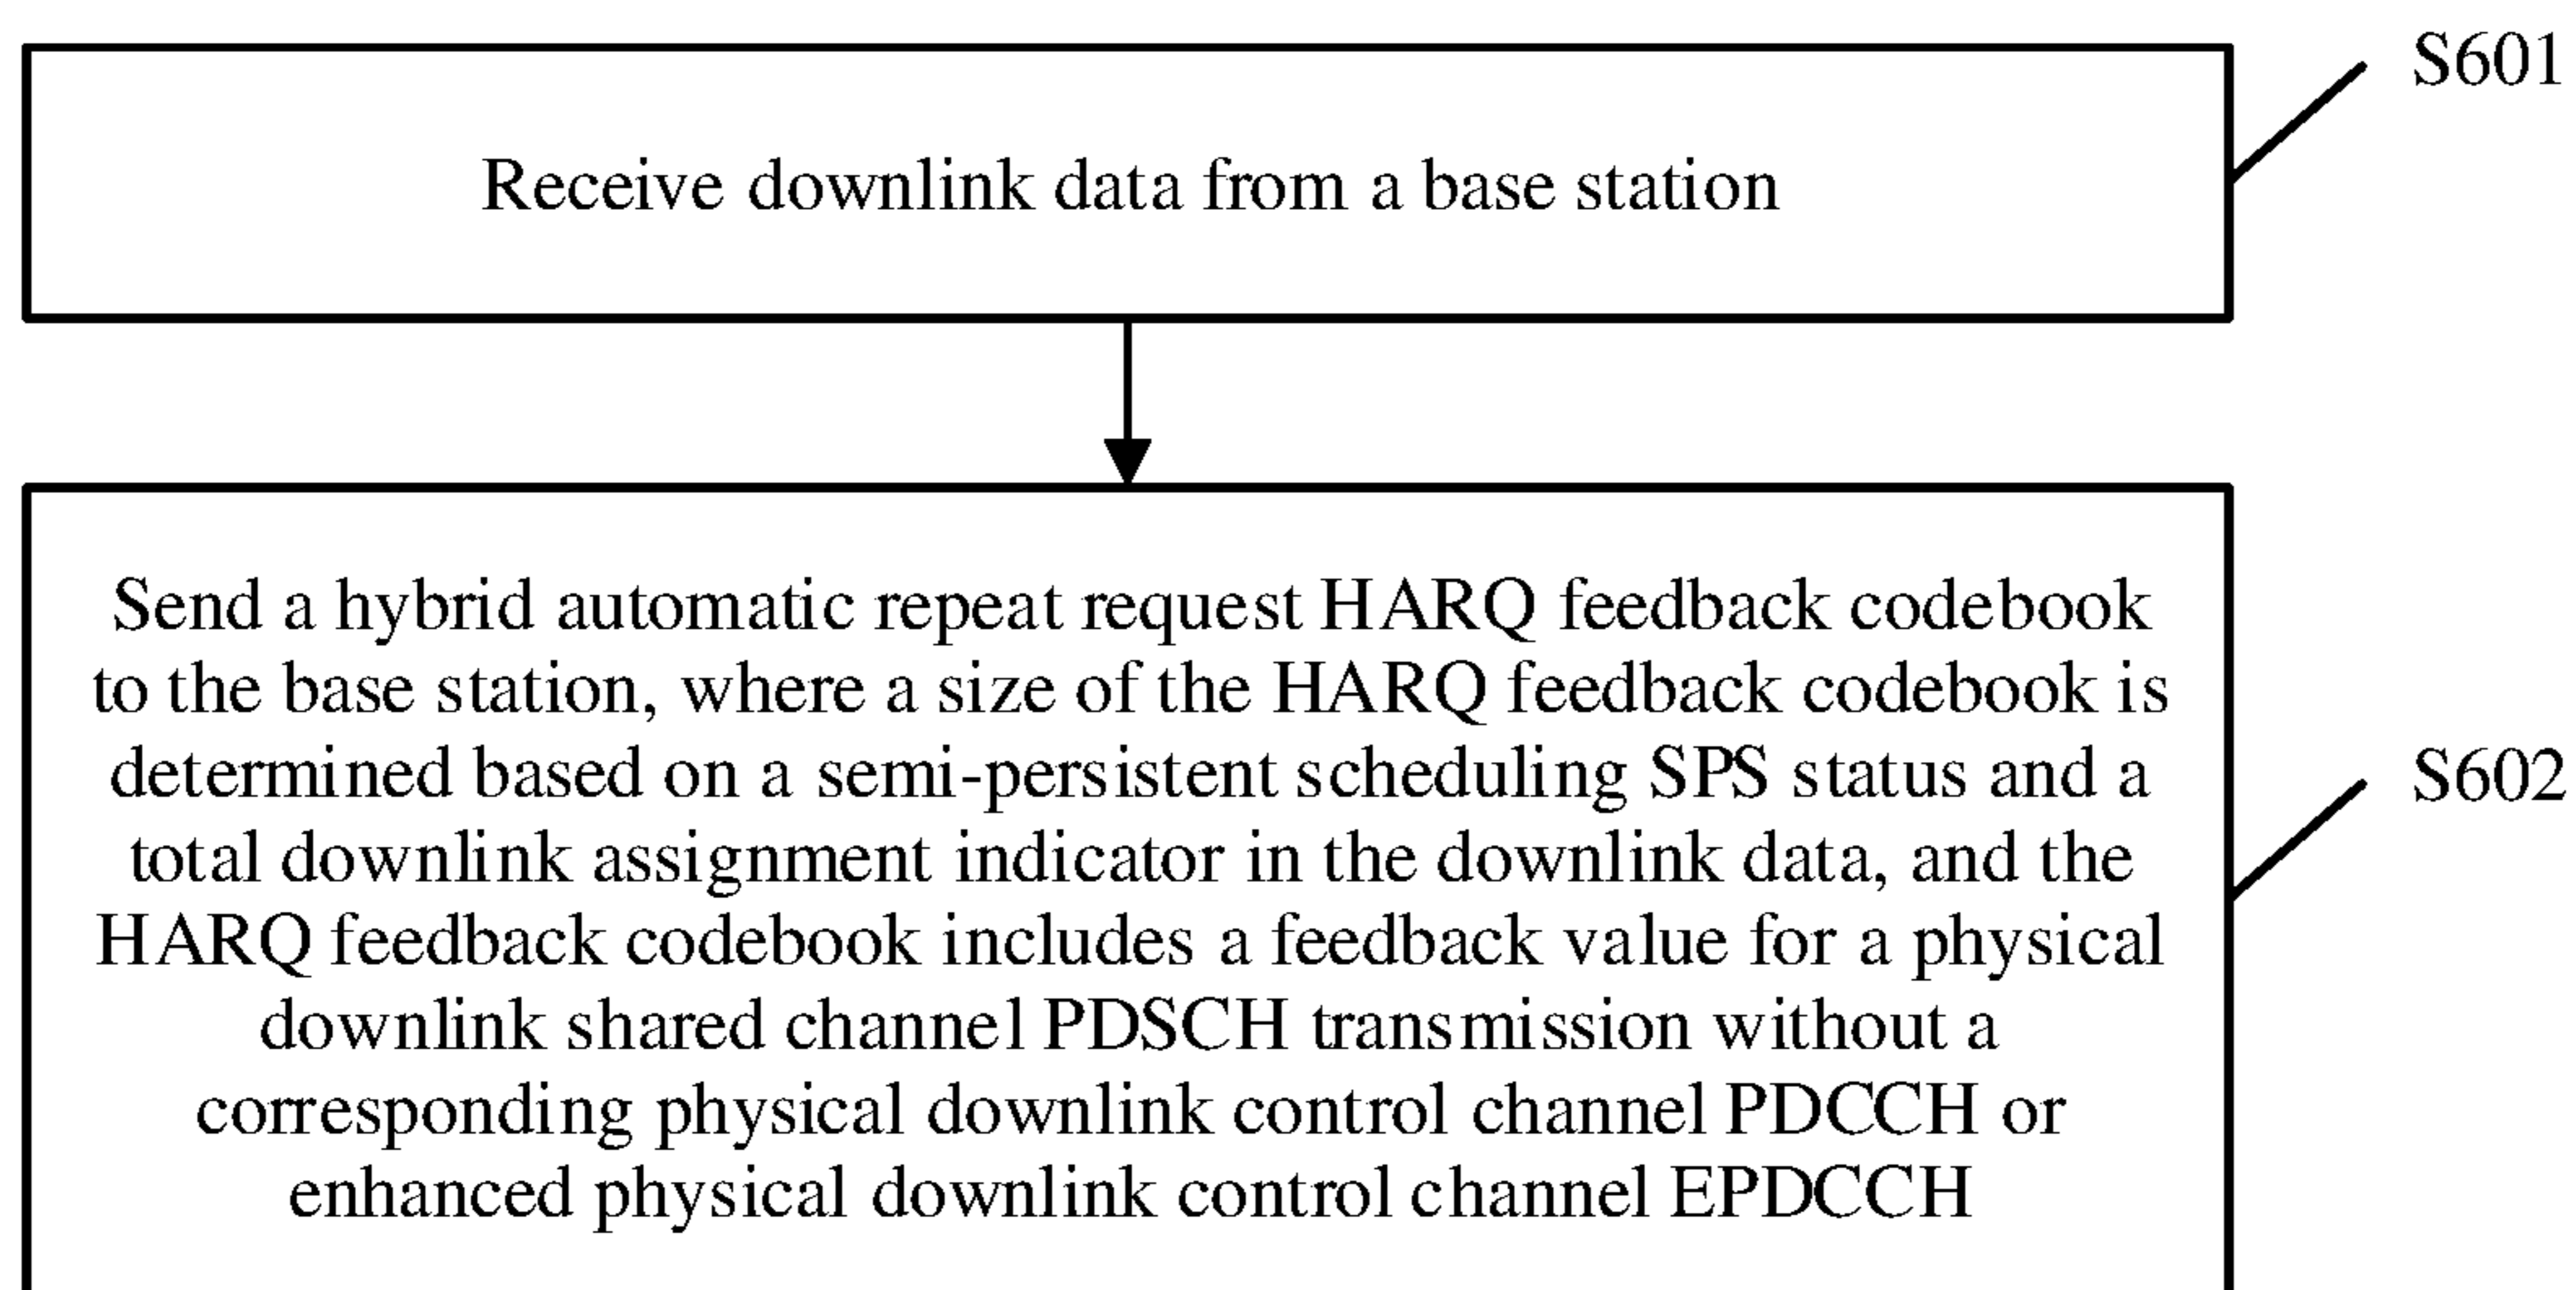 S601
Receive downlink data from a base station
Send a hybrid automatic repeat request HARQ feedback codebook
to the base station, where a size of the HARQ feedback codebook is
determined based on a semi-persistent scheduling SPS status and a
total downlink assignment indicator in the downlink data, and the
HARQ feedback codebook includes a feedback value for a physical
downlink shared channel PDSCH transmission without a
corresponding physical downlink control channel PDCCH or
enhanced physical downlink control channel EPDCCH
S602